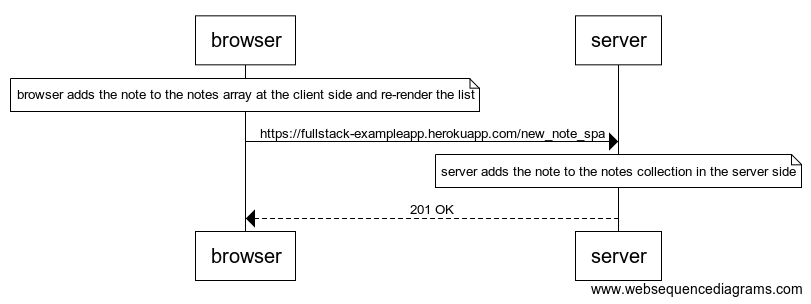 browser
server
browser adds the note to the notes array at the client side and re-render the list
https://fullstack-exampleapp.herokuapp.com/new_note_spa
server adds the note to the notes collection in the server side
201 OK
browser
server
www.websequencediagrams.com